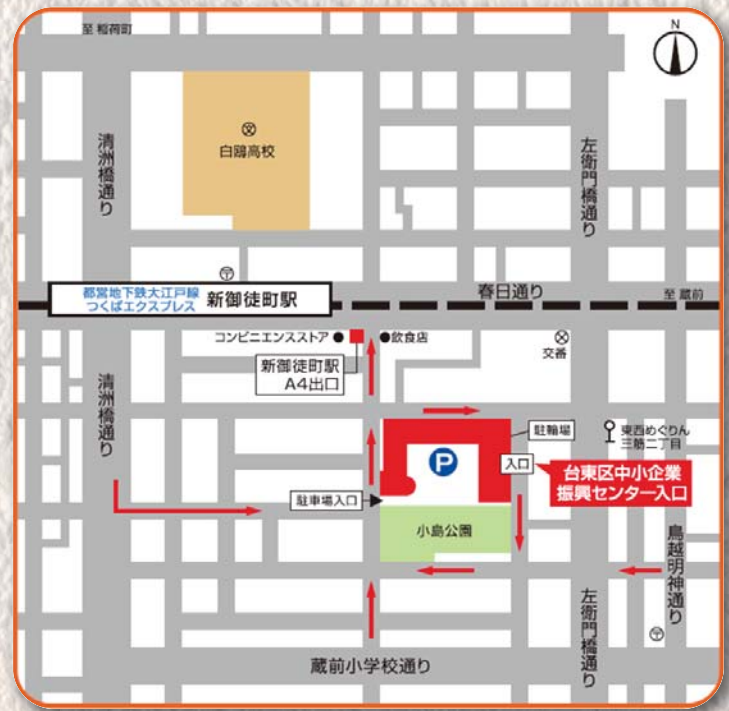 至 稲荷町
N
清洲橋通り
白鷗高校
左衛門橋通り
都営地下鉄大江戸線
つくばエクスプレス
新御徒町駅
春日通り
至 蔵前
コンビニエンスストア
飲食店
交番
新御徒町駅
A4出口
清洲橋通り
駐輪場
東西めぐりん
三筋二丁目
P
入口
台東区中小企業
振興センター入口
駐車場入口
小島公園
鳥越明神通り
左衛門橋通り
蔵前小学校通り